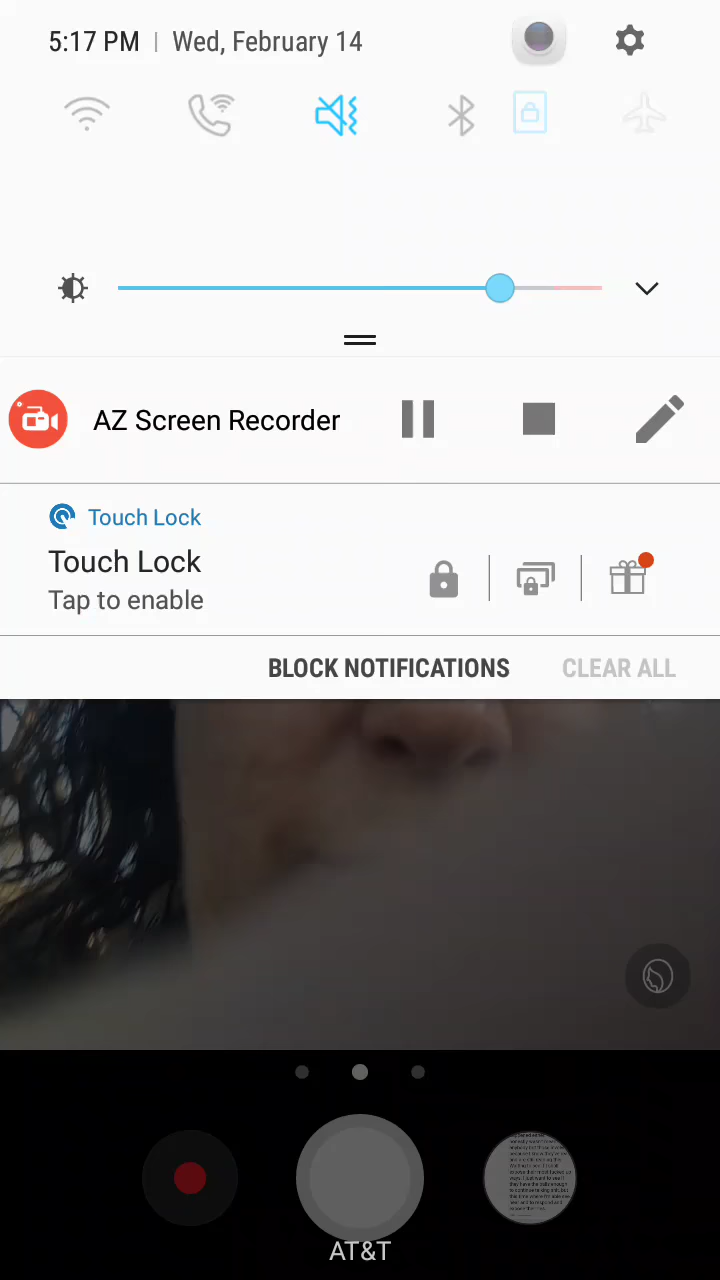 5:17 PM | Wed, February 14
AZ Screen Recorder
Touch Lock
Touch Lock
Tap to enable
BLOCK NOTIFICATIONS CLEAR ALL
AT&T